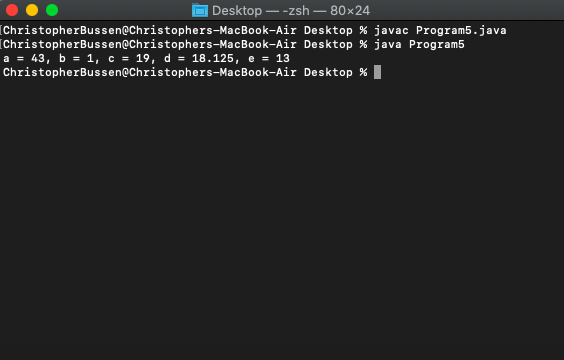 Desktop — -zsh — 80×24
[ChristopherBussen@Christophers-MacBook-Air Desktop % javac Program5.java
[ChristopherBussen@Christophers-MacBook-Air Desktop % java Program5
a = 43, b = 1, c = 19, d = 18.125, e = 13
ChristopherBussen@Christophers-MacBook-Air Desktop %